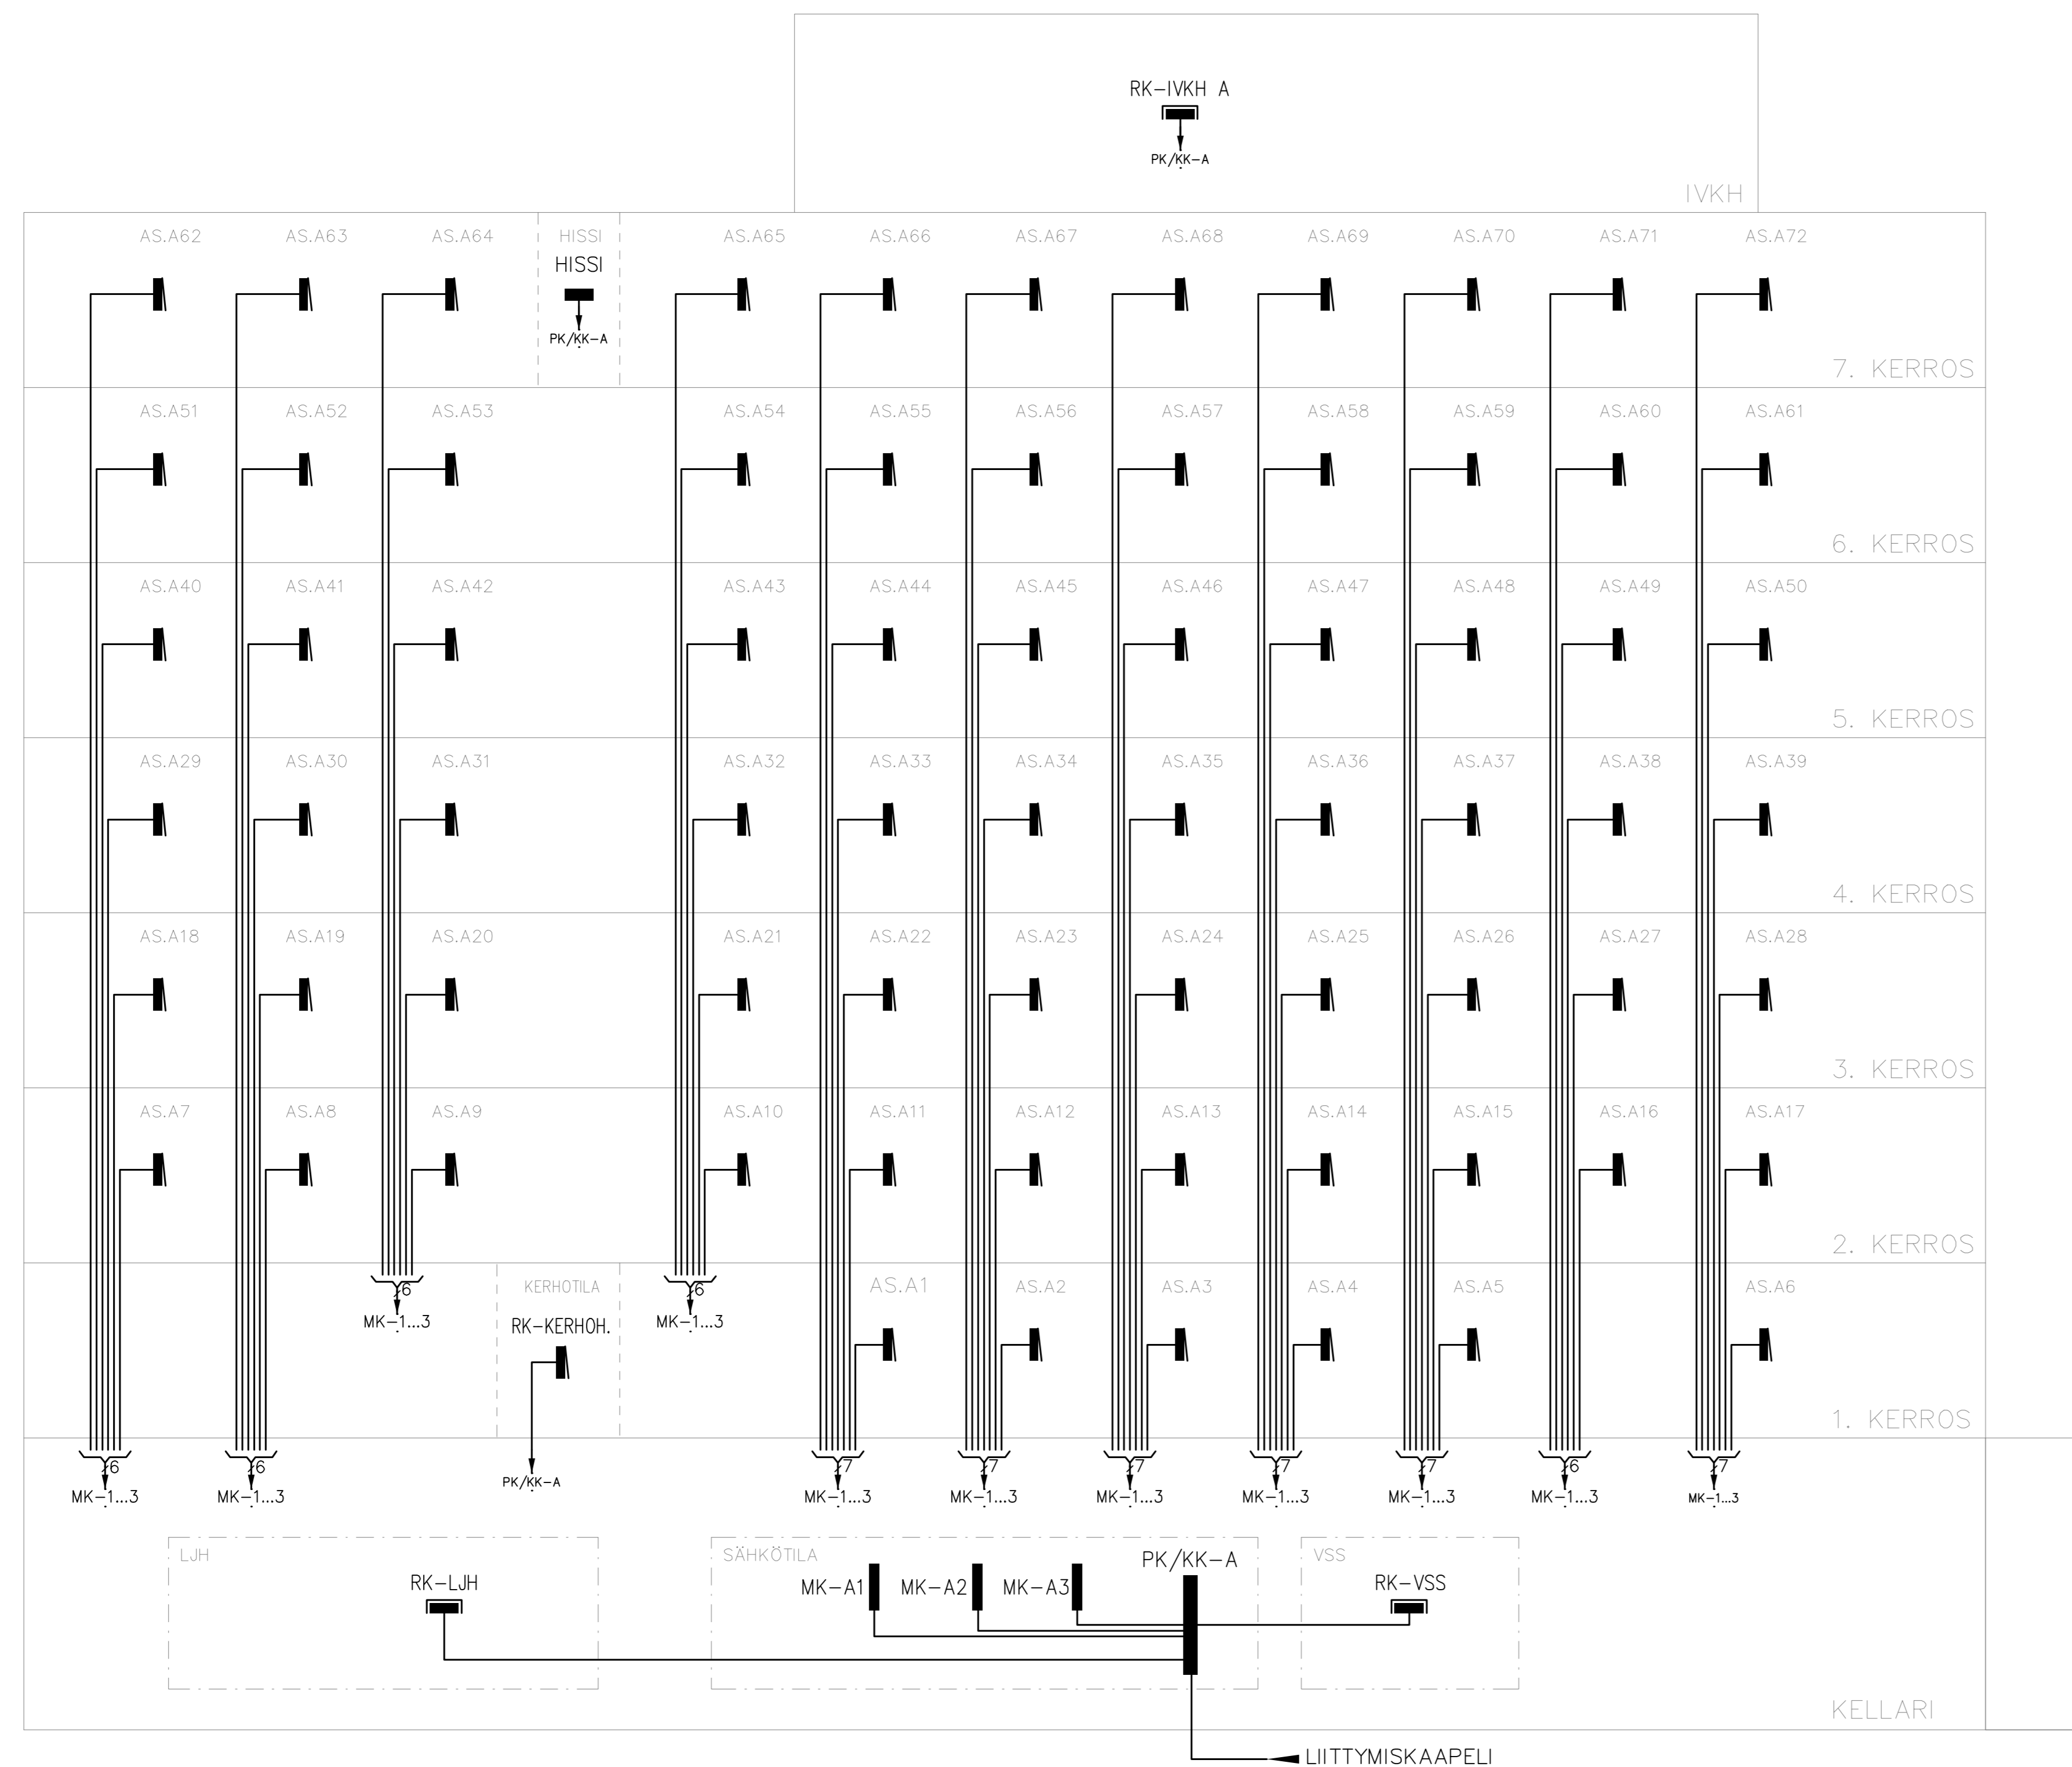 RK-IVKH A
PK/KK-A
IVKH
AS.A62 AS.A63 AS.A64 HISSI AS.A65 AS.A66 AS.A67 AS.A68 AS.A69 AS.A70 AS.A71 AS.A72
HISSI
PK/KK-A
7. KERROS
AS.A51 AS.A52 AS.A53 AS.A54 AS.A55 AS.A56 AS.A57 AS.A58 AS.A59 AS.A60 AS.A61
6. KERROS
AS.A40 AS.A41 AS.A42 AS.A43 AS.A44 AS.A45 AS.A46 AS.A47 AS.A48 AS.A49 AS.A50
5. KERROS
AS.A29 AS.A30 AS.A31 AS.A32 AS.A33 AS.A34 AS.A35 AS.A36 AS.A37 AS.A38 AS.A39
4. KERROS
AS.A18 AS.A19 AS.A20 AS.A21 AS.A22 AS.A23 AS.A24 AS.A25 AS.A26 AS.A27 AS.A28
3. KERROS
AS.A7 AS.A8 AS.A9 AS.A10 AS.A11 AS.A12 AS.A13 AS.A14 AS.A15 AS.A16 AS.A17
2. KERROS
KERHOTILA AS.A1 AS.A2 AS.A3 AS.A4 AS.A5 AS.A6
6 6
MK-1...3 RK-KERHOH. MK-1...3
1. KERROS
6 6 7 7 7 7 7 6 7
PK/KK-A
MK-1...3 MK-1...3 MK-1...3 MK-1...3 MK-1...3 MK-1...3 MK-1...3 MK-1...3 MK-1...3
LJH SÄHKÖTILA PK/KK-A VSS
RK-LJH MK-A1 MK-A2 MK-A3 RK-VSS
KELLARI
LIITTYMISKAAPELI